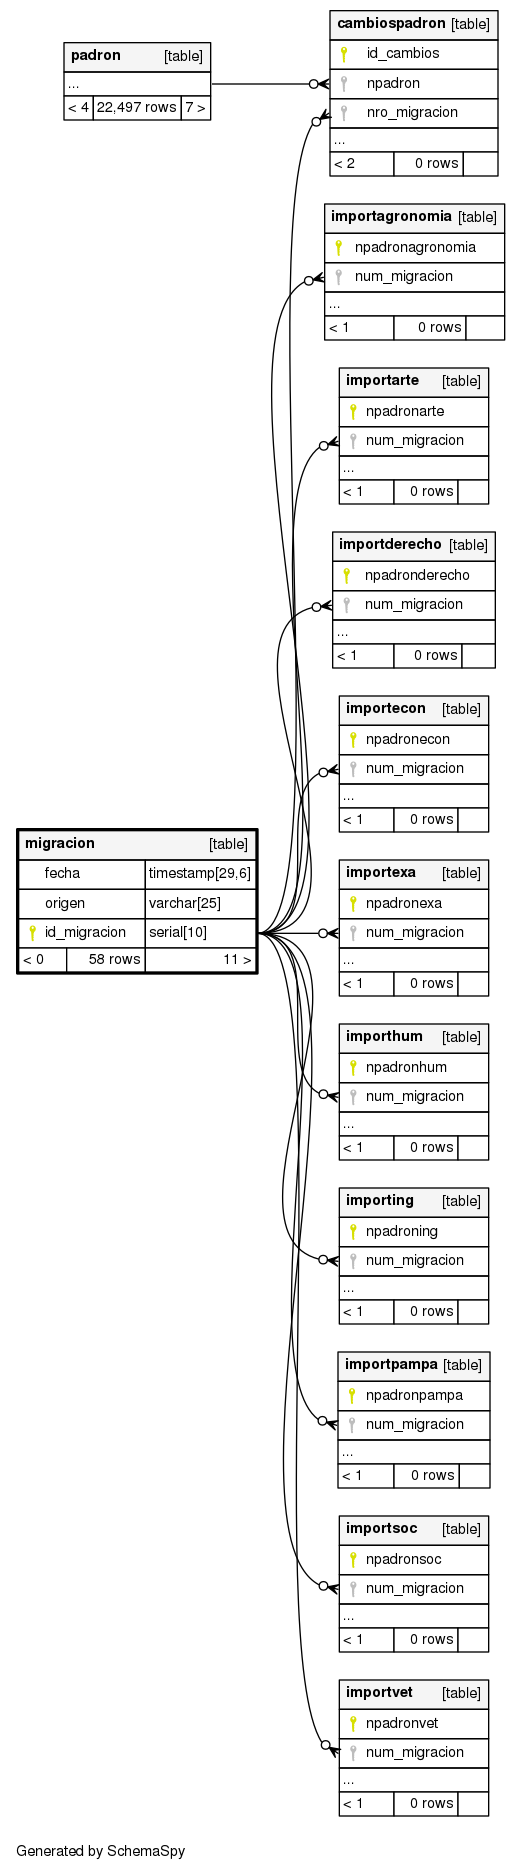 padron [table]
...
< 4 22,497 rows 7 >
cambiospadron [table]
id_cambios
npadron
nro_migracion
...
< 2 0 rows
importagronomia [table]
npadronagronomia
num_migracion
...
< 1 0 rows
importarte [table]
npadronarte
num_migracion
...
< 1 0 rows
importderecho [table]
npadronderecho
num_migracion
...
< 1 0 rows
importecon [table]
npadronecon
num_migracion
...
< 1 0 rows
migracion [table]
fecha timestamp[29,6]
origen varchar[25]
id_migracion serial[10]
< 0 58 rows 11 >
importexa [table]
npadronexa
num_migracion
...
< 1 0 rows
importhum [table]
npadronhum
num_migracion
...
< 1 0 rows
importing [table]
npadroning
num_migracion
...
< 1 0 rows
importpampa [table]
npadronpampa
num_migracion
...
< 1 0 rows
importsoc [table]
npadronsoc
num_migracion
...
< 1 0 rows
importvet [table]
npadronvet
num_migracion
...
< 1 0 rows
Generated by SchemaSpy